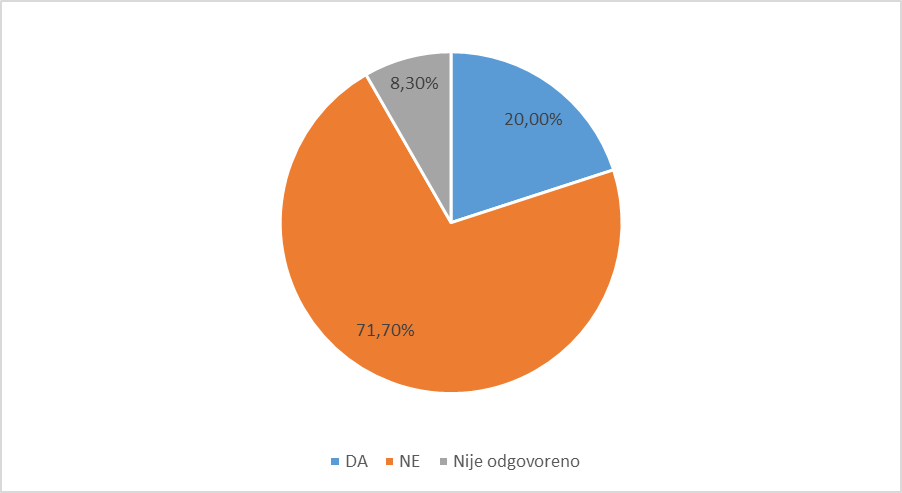 8,30%
20,00%
71,70%
DA NE Nije odgovoreno